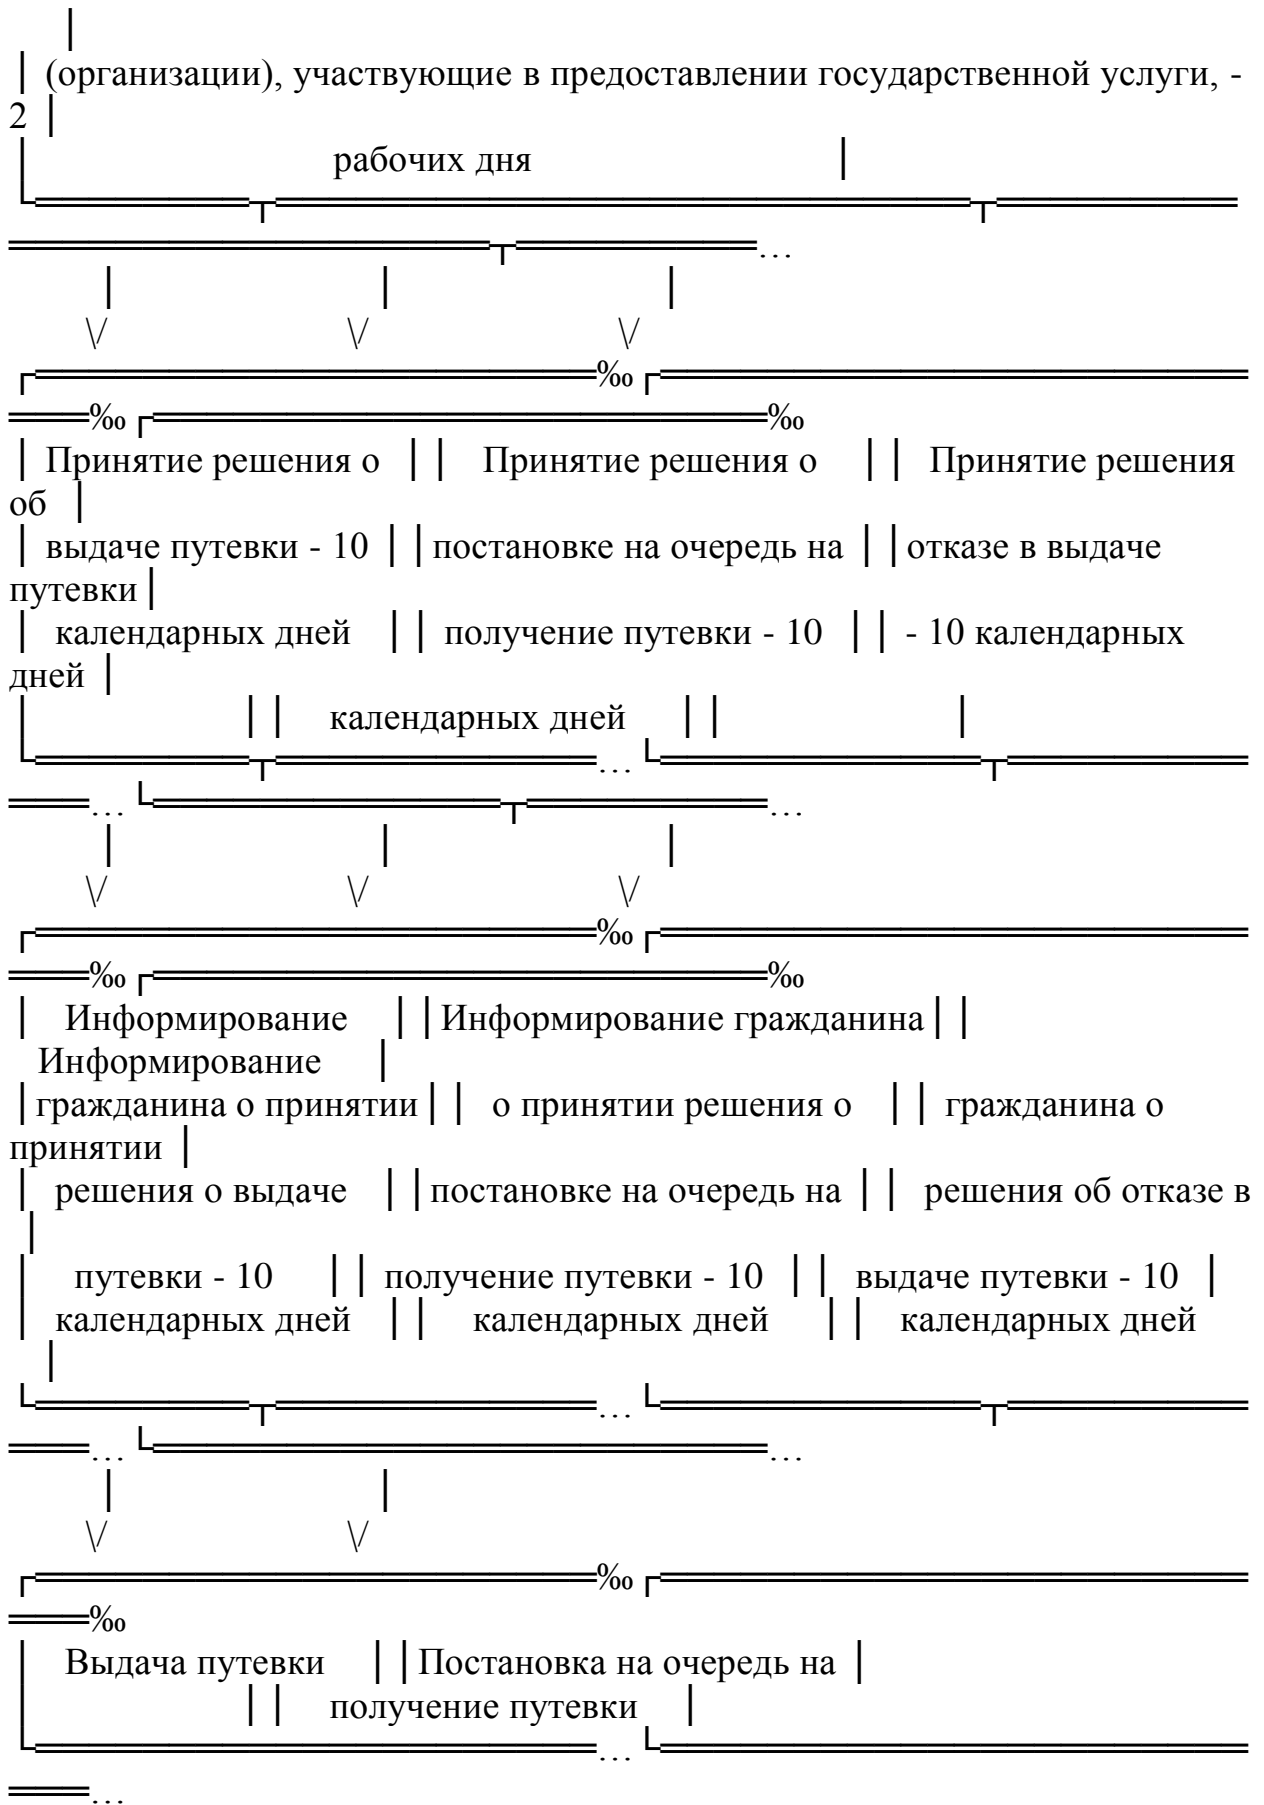 │
│ (организации), участвующие в предоставлении государственной услуги, -
2 │
│ рабочих дня │
└════════┬══════════════════════════┬═════════
══════════════════┬═════════…
│ │ │
\/ \/ \/
┌═════════════════════‰ ┌══════════════════════
═══‰ ┌═══════════════════════‰
│ Принятие решения о ││ Принятие решения о ││ Принятие решения
об │
│ выдаче путевки - 10 ││постановке на очередь на ││отказе в выдаче
путевки│
│ календарных дней ││ получение путевки - 10 ││ - 10 календарных
дней │
│ ││ календарных дней ││ │
└════════┬════════════… └════════════┬═════════
═══… └═════════════┬═════════…
│ │ │
\/ \/ \/
┌═════════════════════‰ ┌══════════════════════
═══‰ ┌═══════════════════════‰
│ Информирование ││Информирование гражданина││
Информирование │
│гражданина о принятии││ о принятии решения о ││ гражданина о
принятии │
│ решения о выдаче ││постановке на очередь на ││ решения об отказе в
│
│ путевки - 10 ││ получение путевки - 10 ││ выдаче путевки - 10 │
│ календарных дней ││ календарных дней ││ календарных дней
│
└════════┬════════════… └════════════┬═════════
═══… └═══════════════════════…
│ │
\/ \/
┌═════════════════════‰ ┌══════════════════════
═══‰
│ Выдача путевки ││Постановка на очередь на │
│ ││ получение путевки │
└═════════════════════… └══════════════════════
═══…